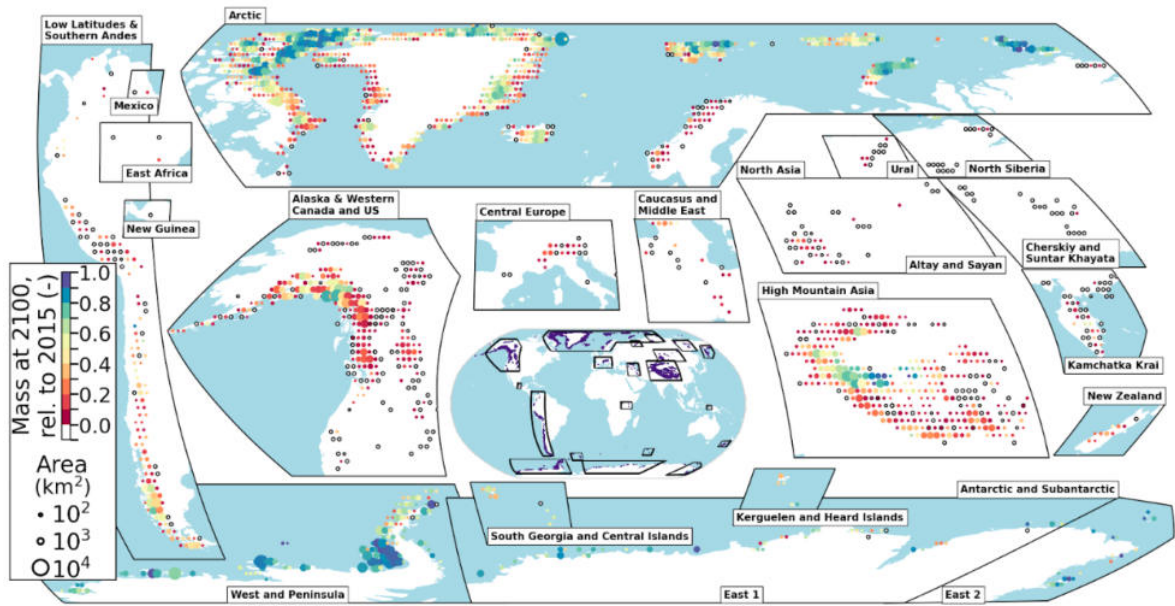 Low Latitudes &
Southern Andes
Arctic
Mexico
East Africa
New Guinea
Alaska & Western
Canada and US
Central Europe
Caucasus and
Middle East
North Asia
Ural
North Siberia
Altay and Sayan
Cherskiy and
Suntar Khayata
High Mountain Asia
Kamchatka Krai
New Zealand
Mass at 2100,
rel. to 2015 (-)
1.0
0.8
0.6
0.4
0.2
0.0
Area
(km²)
10²
10³
10⁴
Antarctic and Subantarctic
Kerguelen and Heard Islands
South Georgia and Central Islands
West and Peninsula
East 1
East 2